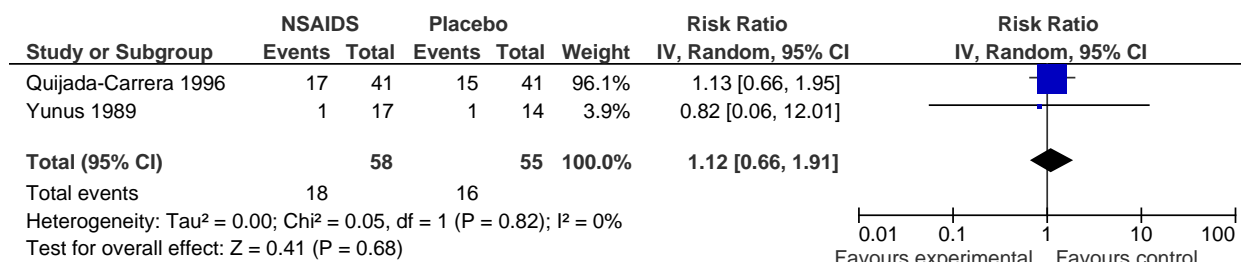 NSAIDS Placebo Risk Ratio Risk Ratio
Study or Subgroup Events Total Events Total Weight IV, Random, 95% CI IV, Random, 95% CI
Quijada-Carrera 1996 17 41 15 41 96.1% 1.13 [0.66, 1.95]
Yunus 1989 1 17 1 14 3.9% 0.82 [0.06, 12.01]
Total (95% CI) 58 55 100.0% 1.12 [0.66, 1.91]
Total events 18 16
Heterogeneity: Tau² = 0.00; Chi² = 0.05, df = 1 (P = 0.82); I² = 0%
Test for overall effect: Z = 0.41 (P = 0.68)
0.01 0.1 1 10 100
Favours experimental Favours control